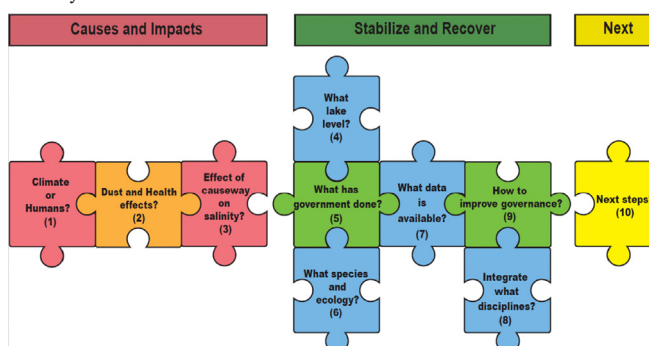 Causes and Impacts
Stabilize and Recover
Next
What
lake
level?
(4)
Climate
or
Humans?
(1)
Dust and Health
effects?
(2)
Effect of
causeway
on
salinity?
(3)
What has
government done?
(5)
What data
is
available?
(7)
How to
improve governance?
(9)
Next steps
(10)
What species
and
ecology?
(6)
Integrate
what
disciplines?
(8)